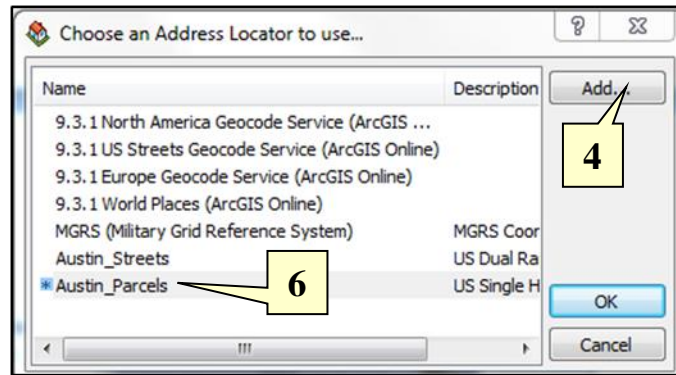 Choose an Address Locator to use...
Name Description Add...
9.3.1 North America Geocode Service (ArcGIS ...
9.3.1 US Streets Geocode Service (ArcGIS Online)
9.3.1 Europe Geocode Service (ArcGIS Online)
9.3.1 World Places (ArcGIS Online)
MGRS (Military Grid Reference System) MGRS Coor
Austin_Streets US Dual Ra
Austin_Parcels US Single H
4
6
OK
Cancel